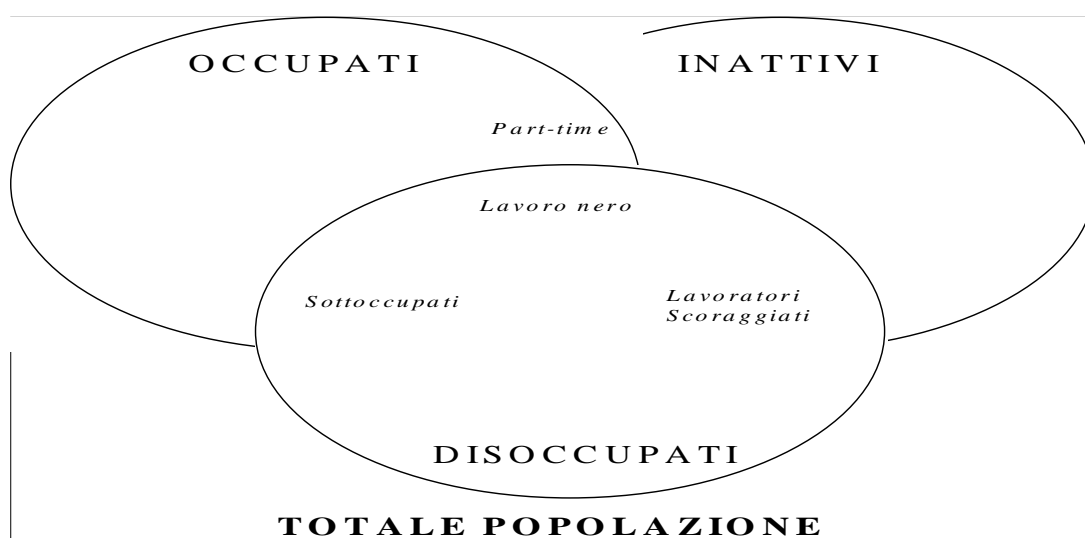 OCCUPATI
INATTIVI
Part-time
Lavoro nero
Sottoccupati
Lavoratori
Scoraggiati
DISOCCUPATI
TOTALE POPOLAZIONE